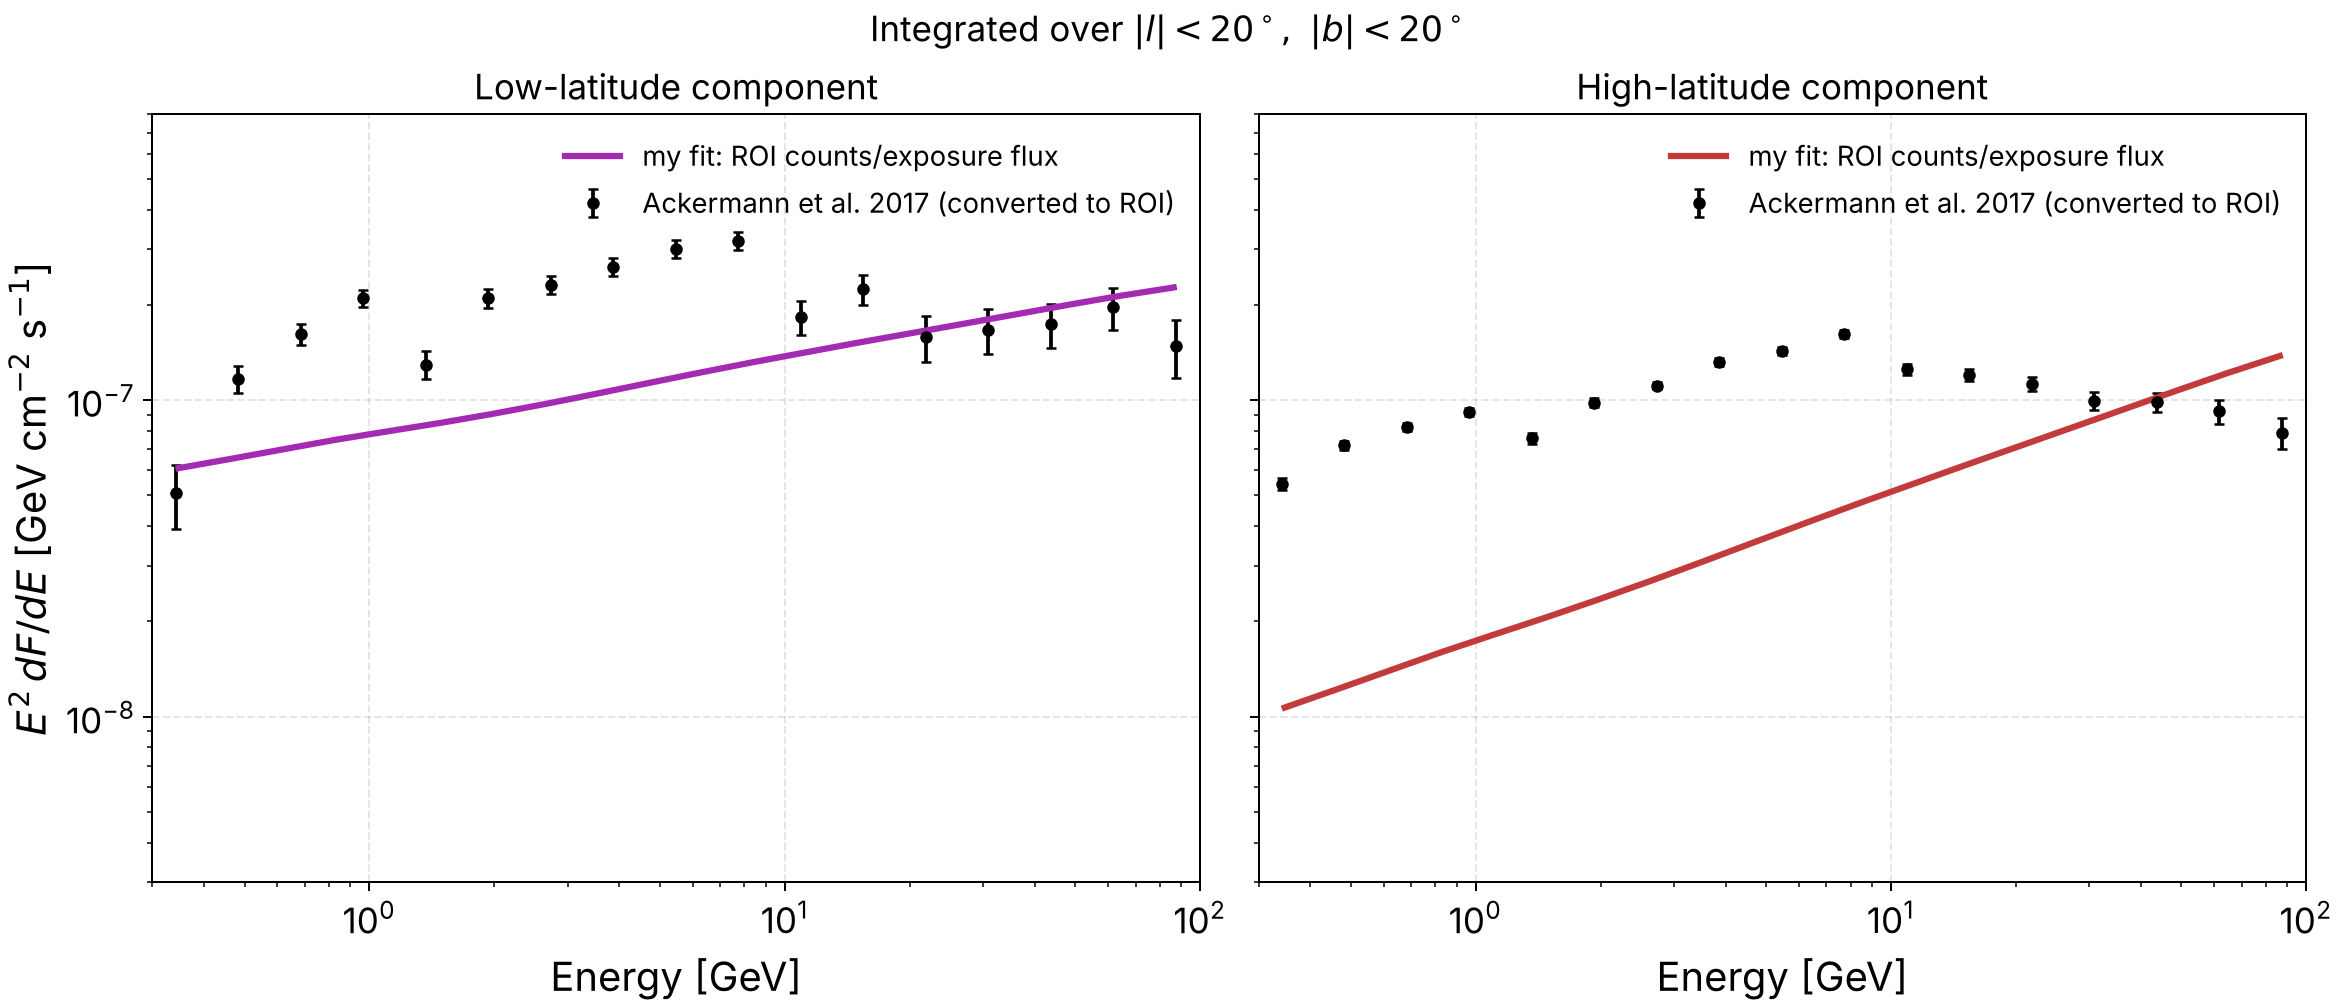 Integrated over |l| < 20°, |b| < 20°
Low-latitude component
High-latitude component
my fit: ROI counts/exposure flux
Ackermann et al. 2017 (converted to ROI)
my fit: ROI counts/exposure flux
Ackermann et al. 2017 (converted to ROI)
E² dF/dE [GeV cm⁻² s⁻¹]
10⁻⁷
10⁻⁸
10⁰
10¹
10²
10⁰
10¹
10²
Energy [GeV]
Energy [GeV]